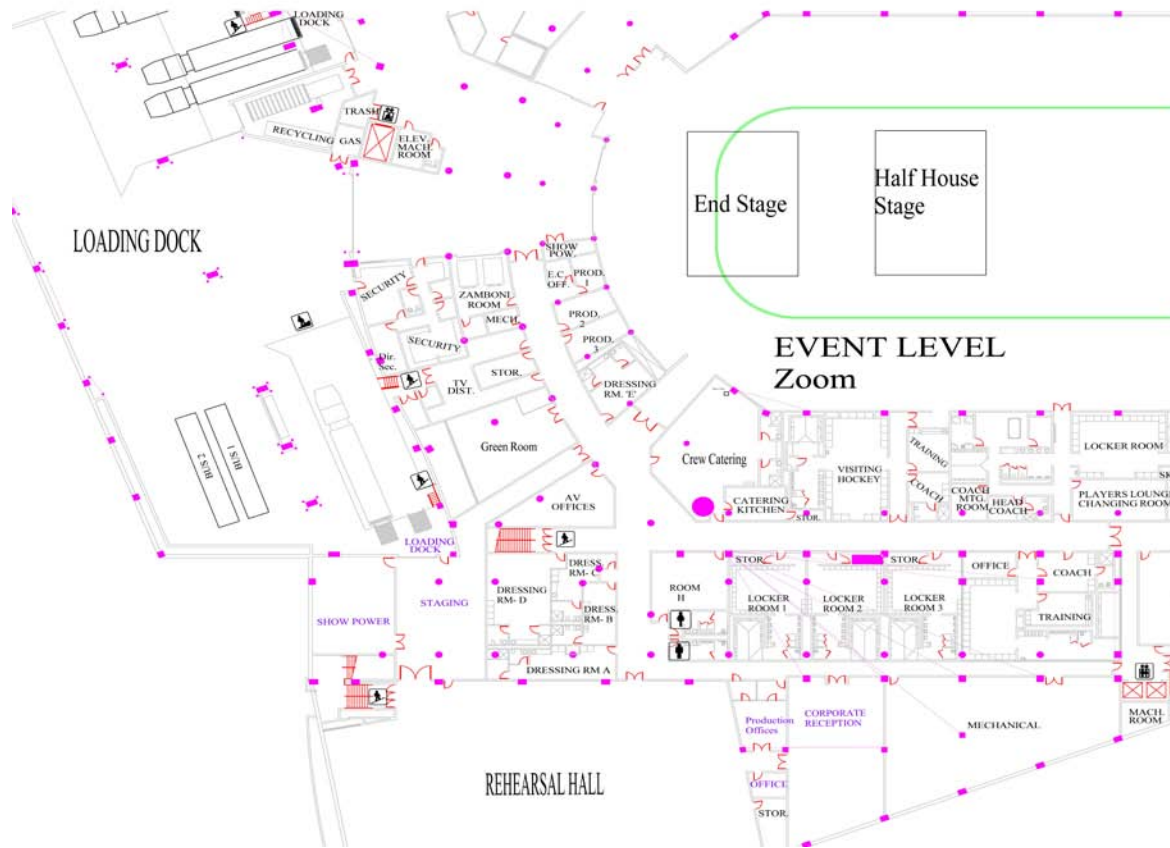 LOADING
DOCK
TRASH
RECYCLING
GAS
ELEV.
MACH.
ROOM
End Stage
Half House
Stage
LOADING DOCK
SHOW
POW.
SECURITY
E.C.
OFF.
PROD.
1
ZAMBONI
ROOM
MECH.
PROD.
2
SECURITY
PROD.
3
EVENT LEVEL
Zoom
Dir.
Sec.
TV
DIST.
STOR.
DRESSING
RM. 'E'
BUS 2
BUS 1
Green Room
Crew Catering
VISITING
HOCKEY
TRAINING
LOCKER ROOM
COACH
COACH
MTG.
ROOM
HEAD
COACH
PLAYERS LOUNG
CHANGING ROOM
SK
AV
OFFICES
CATERING
KITCHEN
STOR.
LOADING
DOCK
DRESS.
RM- C
STOR.
STOR.
OFFICE
COACH
STAGING
DRESSING
RM- D
DRESS.
RM- B
ROOM
H
LOCKER
ROOM 1
LOCKER
ROOM 2
LOCKER
ROOM 3
TRAINING
SHOW POWER
DRESSING RM A
Production
Offices
CORPORATE
RECEPTION
MECHANICAL
MACH.
ROOM
REHEARSAL HALL
OFFICE
STOR.